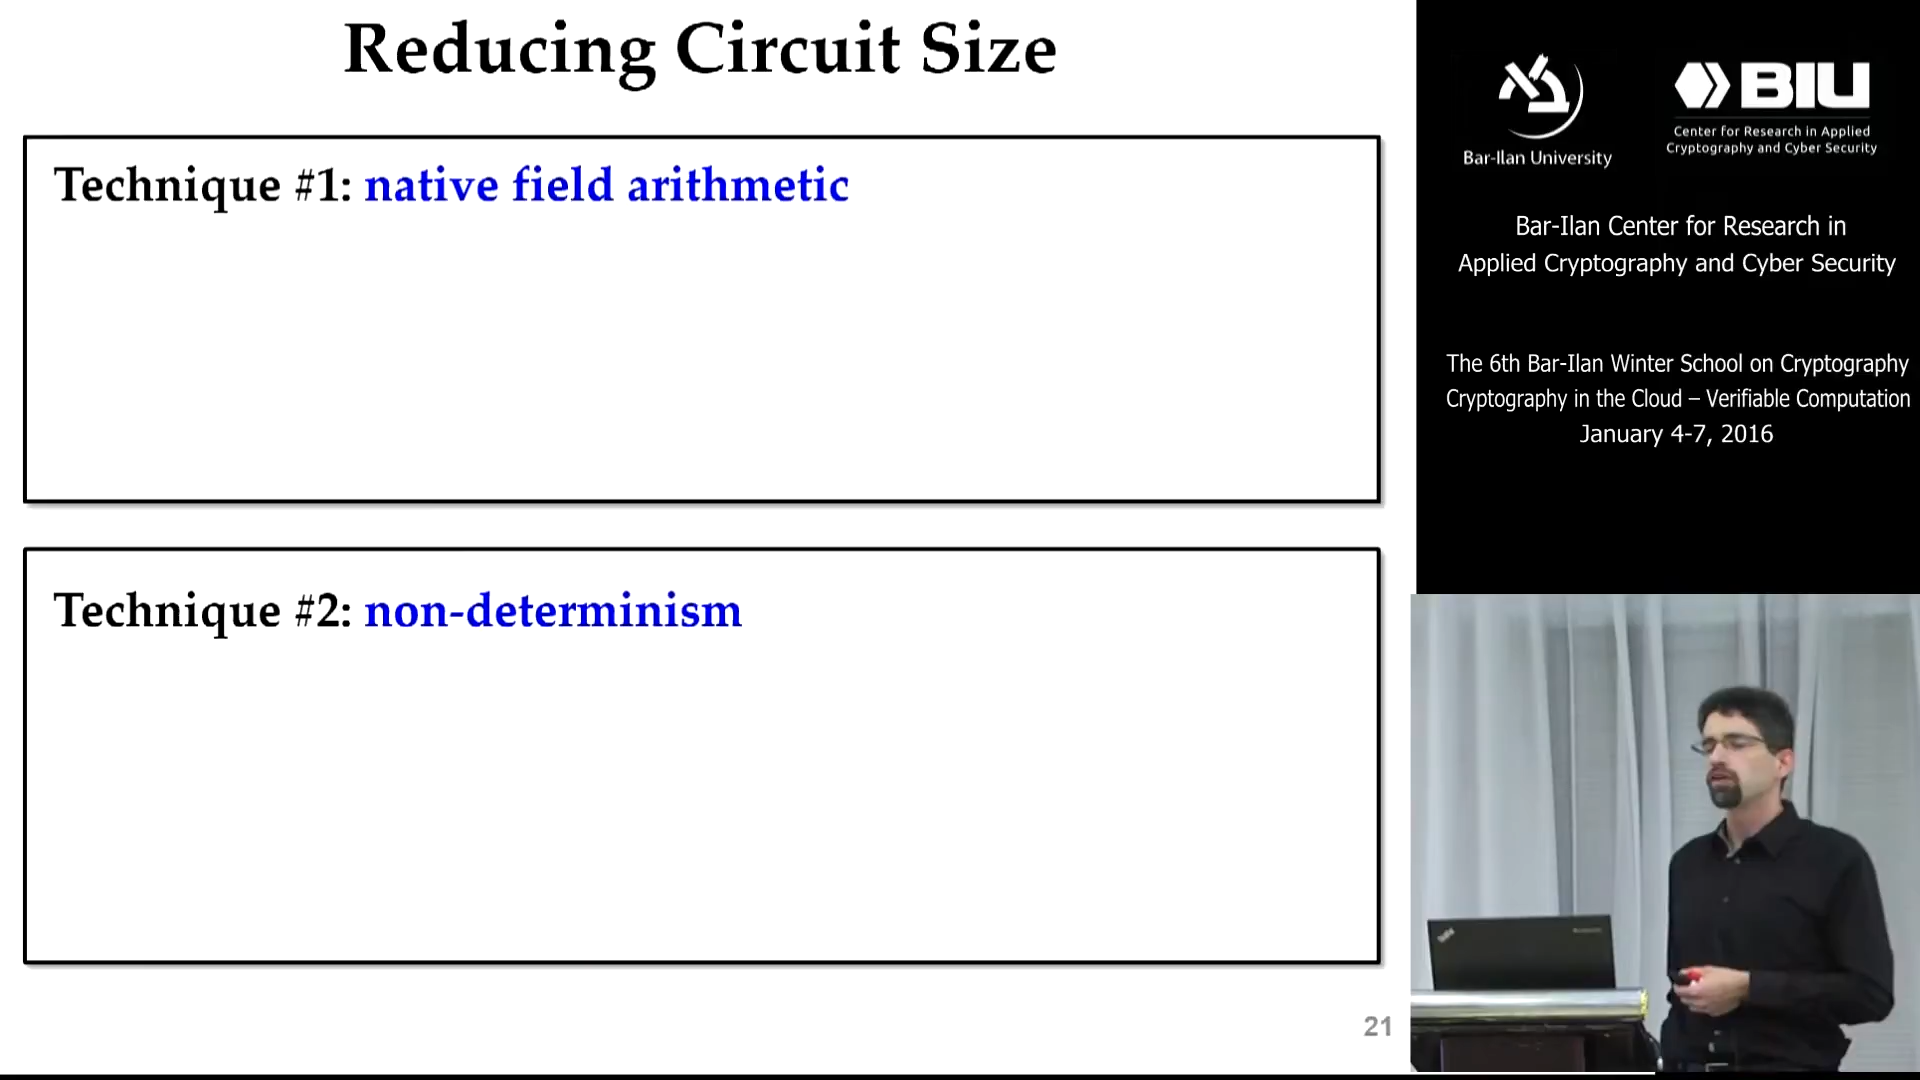 Reducing Circuit Size
Technique #1: native field arithmetic
Technique #2: non-determinism
21
Bar-Ilan University
BIU
Center for Research in Applied
Cryptography and Cyber Security
Bar-Ilan Center for Research in
Applied Cryptography and Cyber Security
The 6th Bar-Ilan Winter School on Cryptography
Cryptography in the Cloud – Verifiable Computation
January 4-7, 2016